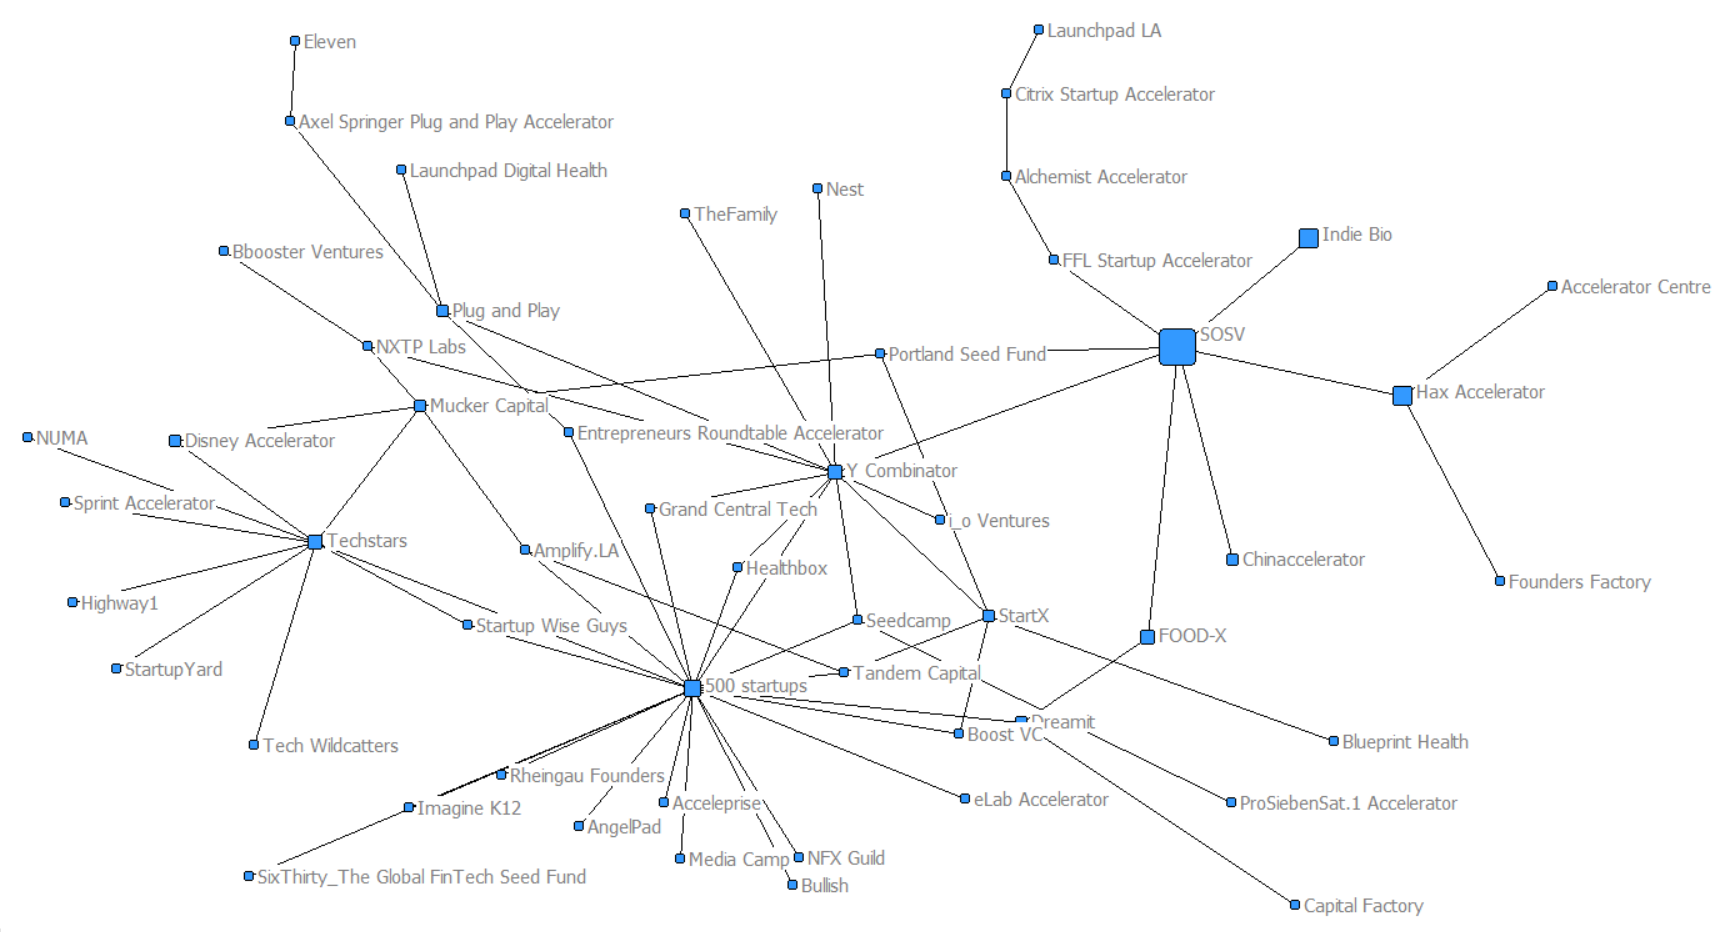 Launchpad LA
Eleven
Citrix Startup Accelerator
Axel Springer Plug and Play Accelerator
Launchpad Digital Health
Alchemist Accelerator
Nest
TheFamily
Indie Bio
Bbooster Ventures
FFL Startup Accelerator
Accelerator Centre
Plug and Play
SOSV
NXTP Labs
Portland Seed Fund
Hax Accelerator
Mucker Capital
Entrepreneurs Roundtable Accelerator
NUMA
Disney Accelerator
Y Combinator
Sprint Accelerator
Grand Central Tech
i_o Ventures
Techstars
Amplify.LA
Chinaccelerator
Healthbox
Founders Factory
Highway1
StartX
Seedcamp
Startup Wise Guys
FOOD-X
StartupYard
Tandem Capital
500 startups
Dreamit
Boost VC
Blueprint Health
Tech Wildcatters
Rheingau Founders
eLab Accelerator
Acceleprise
ProSiebenSat.1 Accelerator
Imagine K12
AngelPad
Media Camp
NFX Guild
SixThirty_The Global FinTech Seed Fund
Bullish
Capital Factory